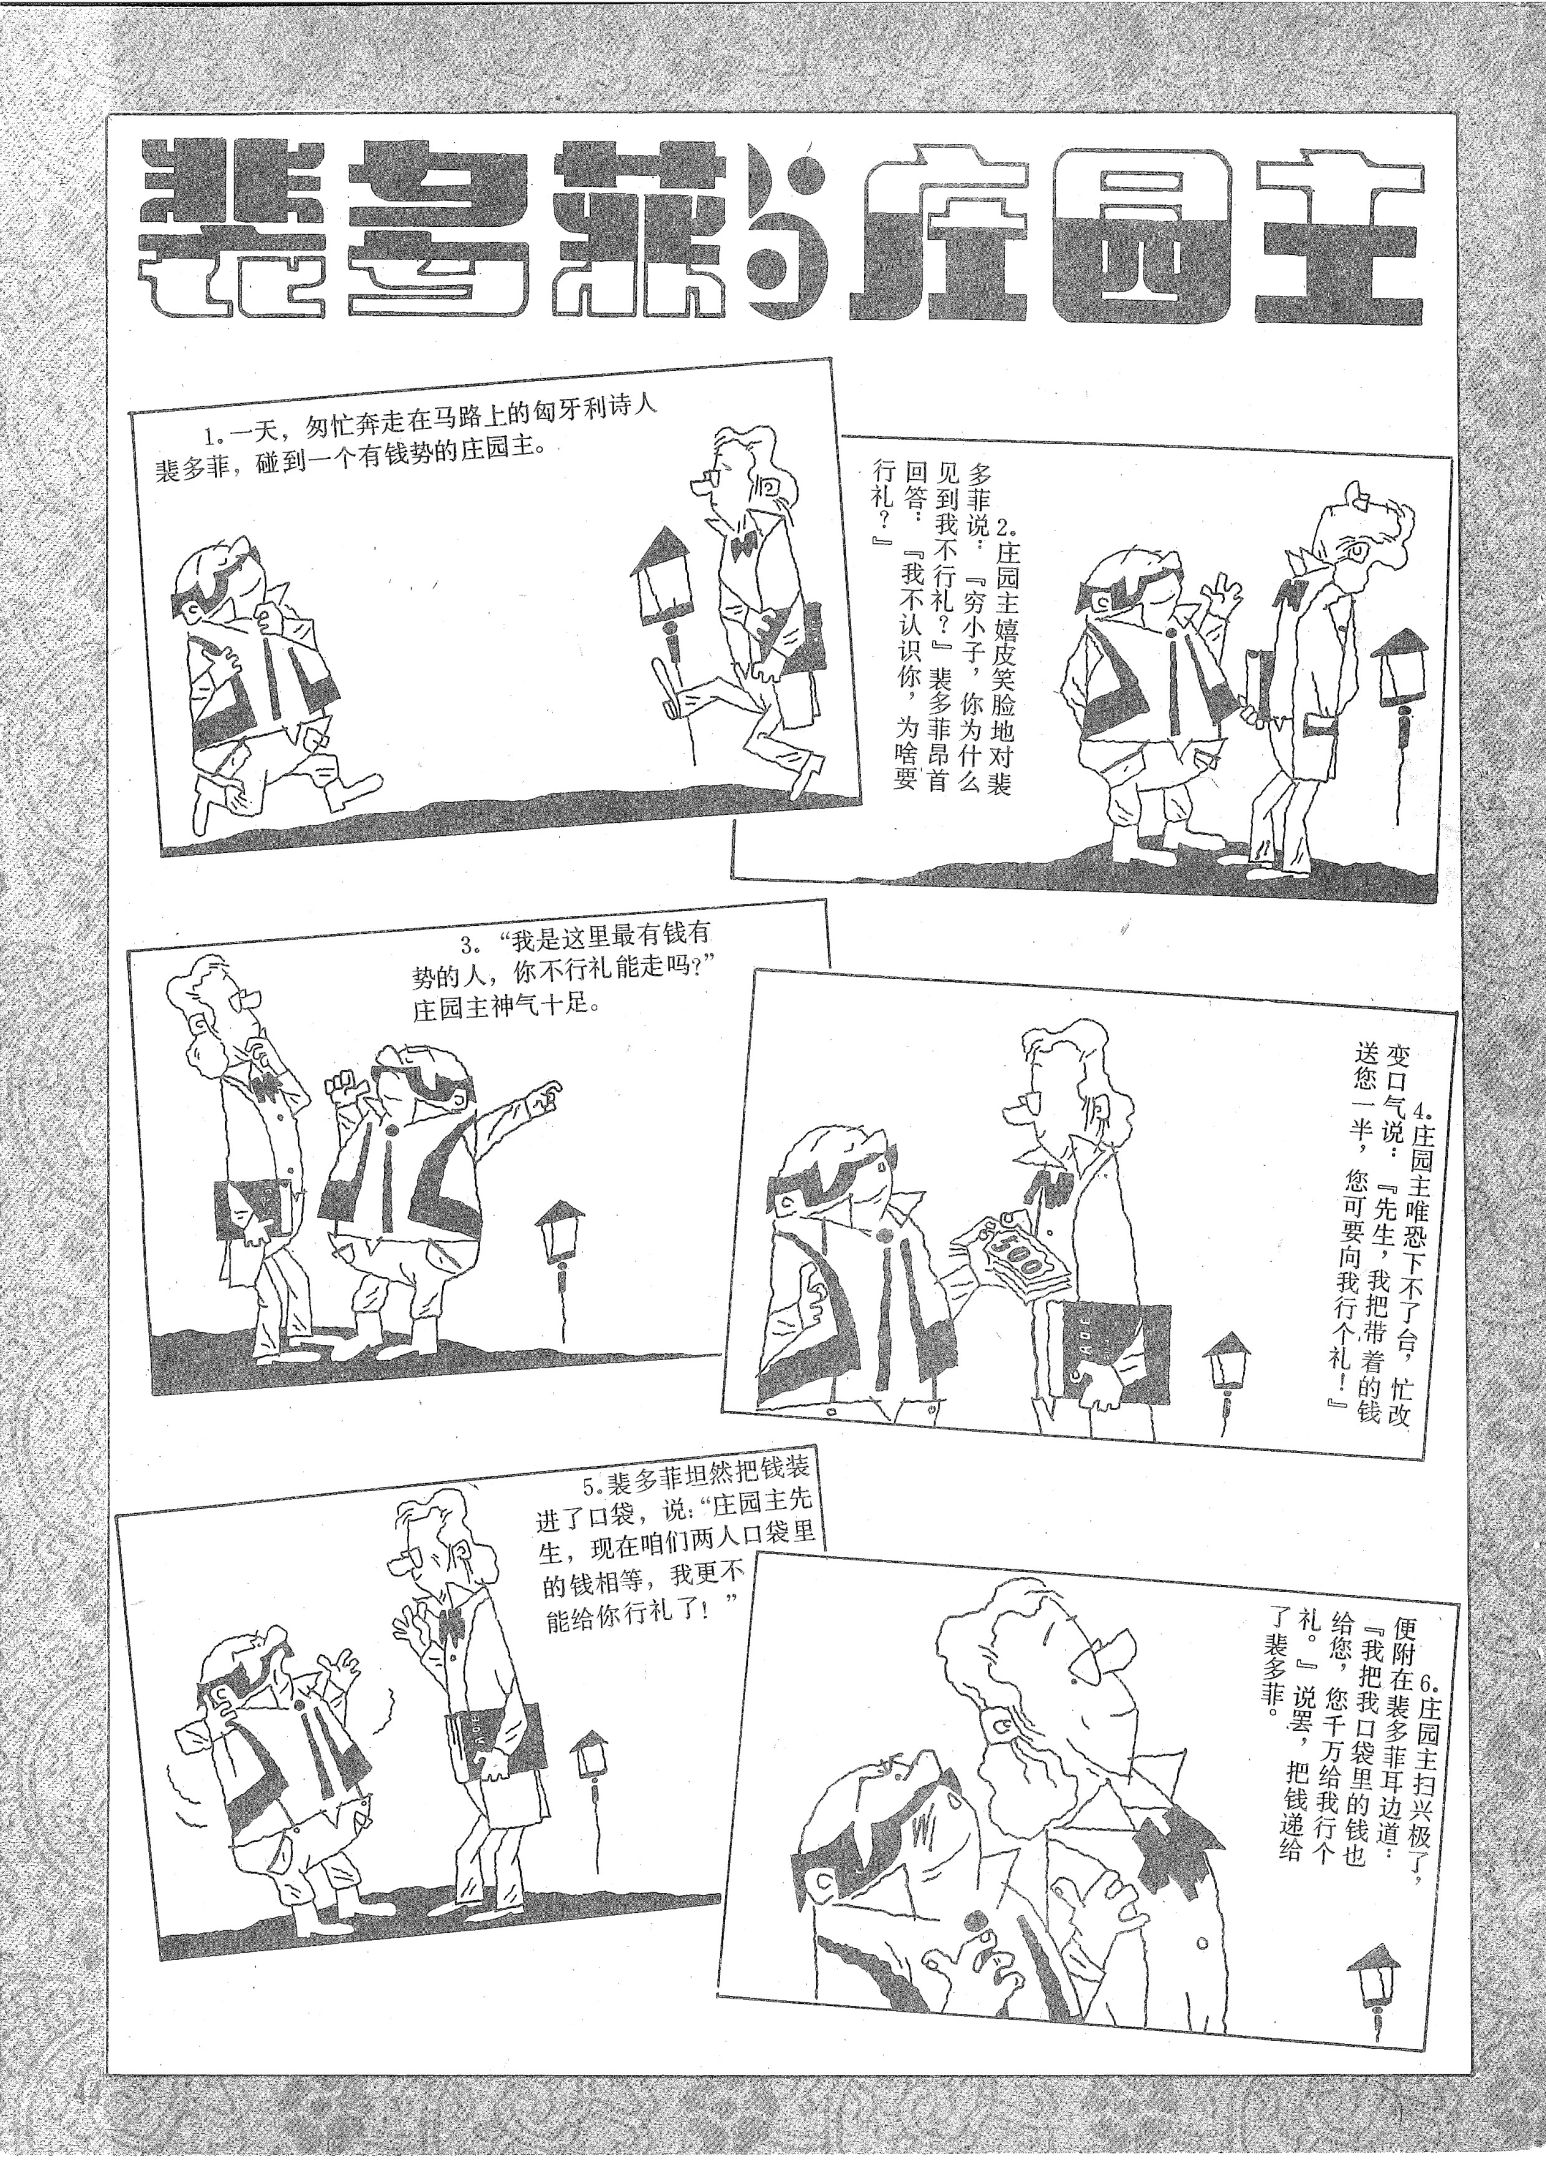 裴多菲与庄园主
1。一天，匆忙奔走在马路上的匈牙利诗人
裴多菲，碰到一个有钱势的庄园主。
2。庄园主嬉皮笑脸地对裴
多菲说：『穷小子，你为什么
见到我不行礼？』裴多菲昂首
回答：『我不认识你，为啥要
行礼？』
3。“我是这里最有钱有
势的人，你不行礼能走吗？”
庄园主神气十足。
4。庄园主唯恐下不了台，忙改
变口气说：『先生，我把带着的钱
送您一半，您可要向我行个礼！』
500
5。裴多菲坦然把钱装
进了口袋，说：“庄园主先
生，现在咱们两人口袋里
的钱相等，我更不
能给你行礼了！”
6。庄园主扫兴极了，
便附在裴多菲耳边道：
『我把我口袋里的钱也
给您，您千万给我行个
礼。』说罢，把钱递给
了裴多菲。